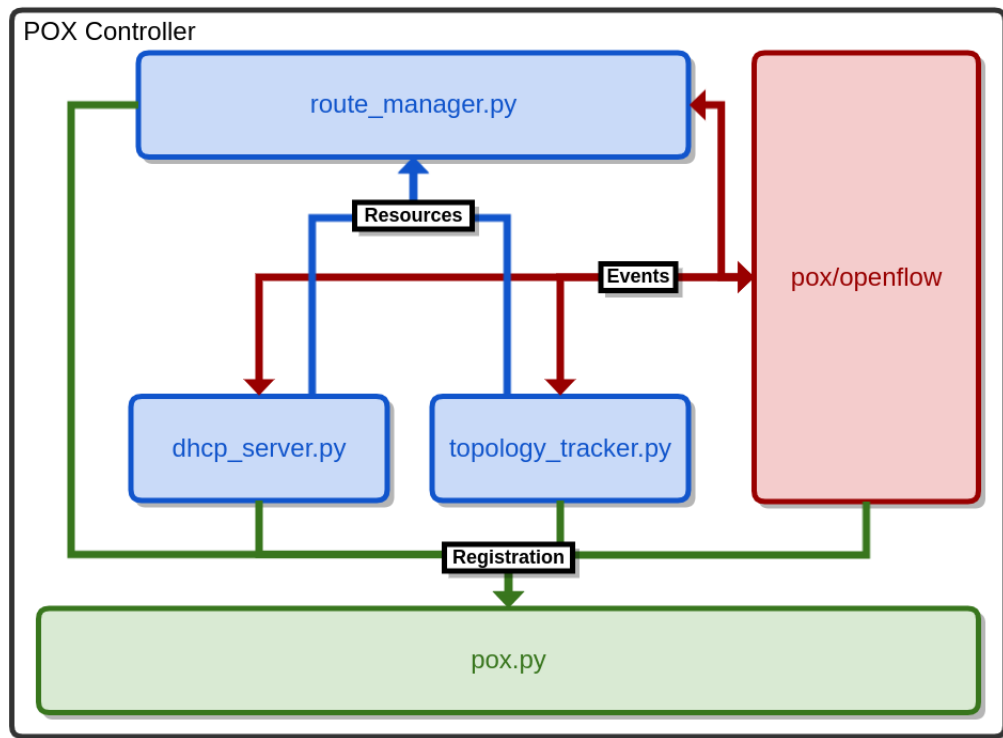 POX Controller
route_manager.py
Resources
Events
pox/openflow
dhcp_server.py
topology_tracker.py
Registration
pox.py